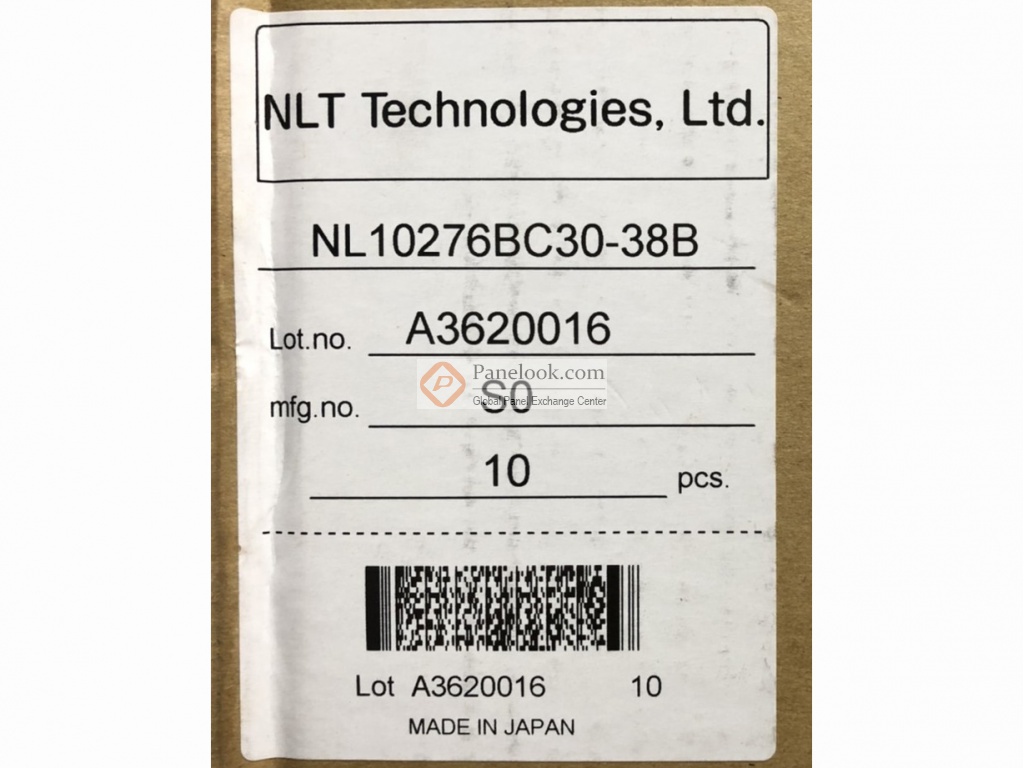 NLT Technologies, Ltd.
NL10276BC30-38B
Lot.no. A3620016
Panelook.com
mfg.no. S0
Global Panel Exchange Center
10 pcs.
Lot A3620016 10
MADE IN JAPAN